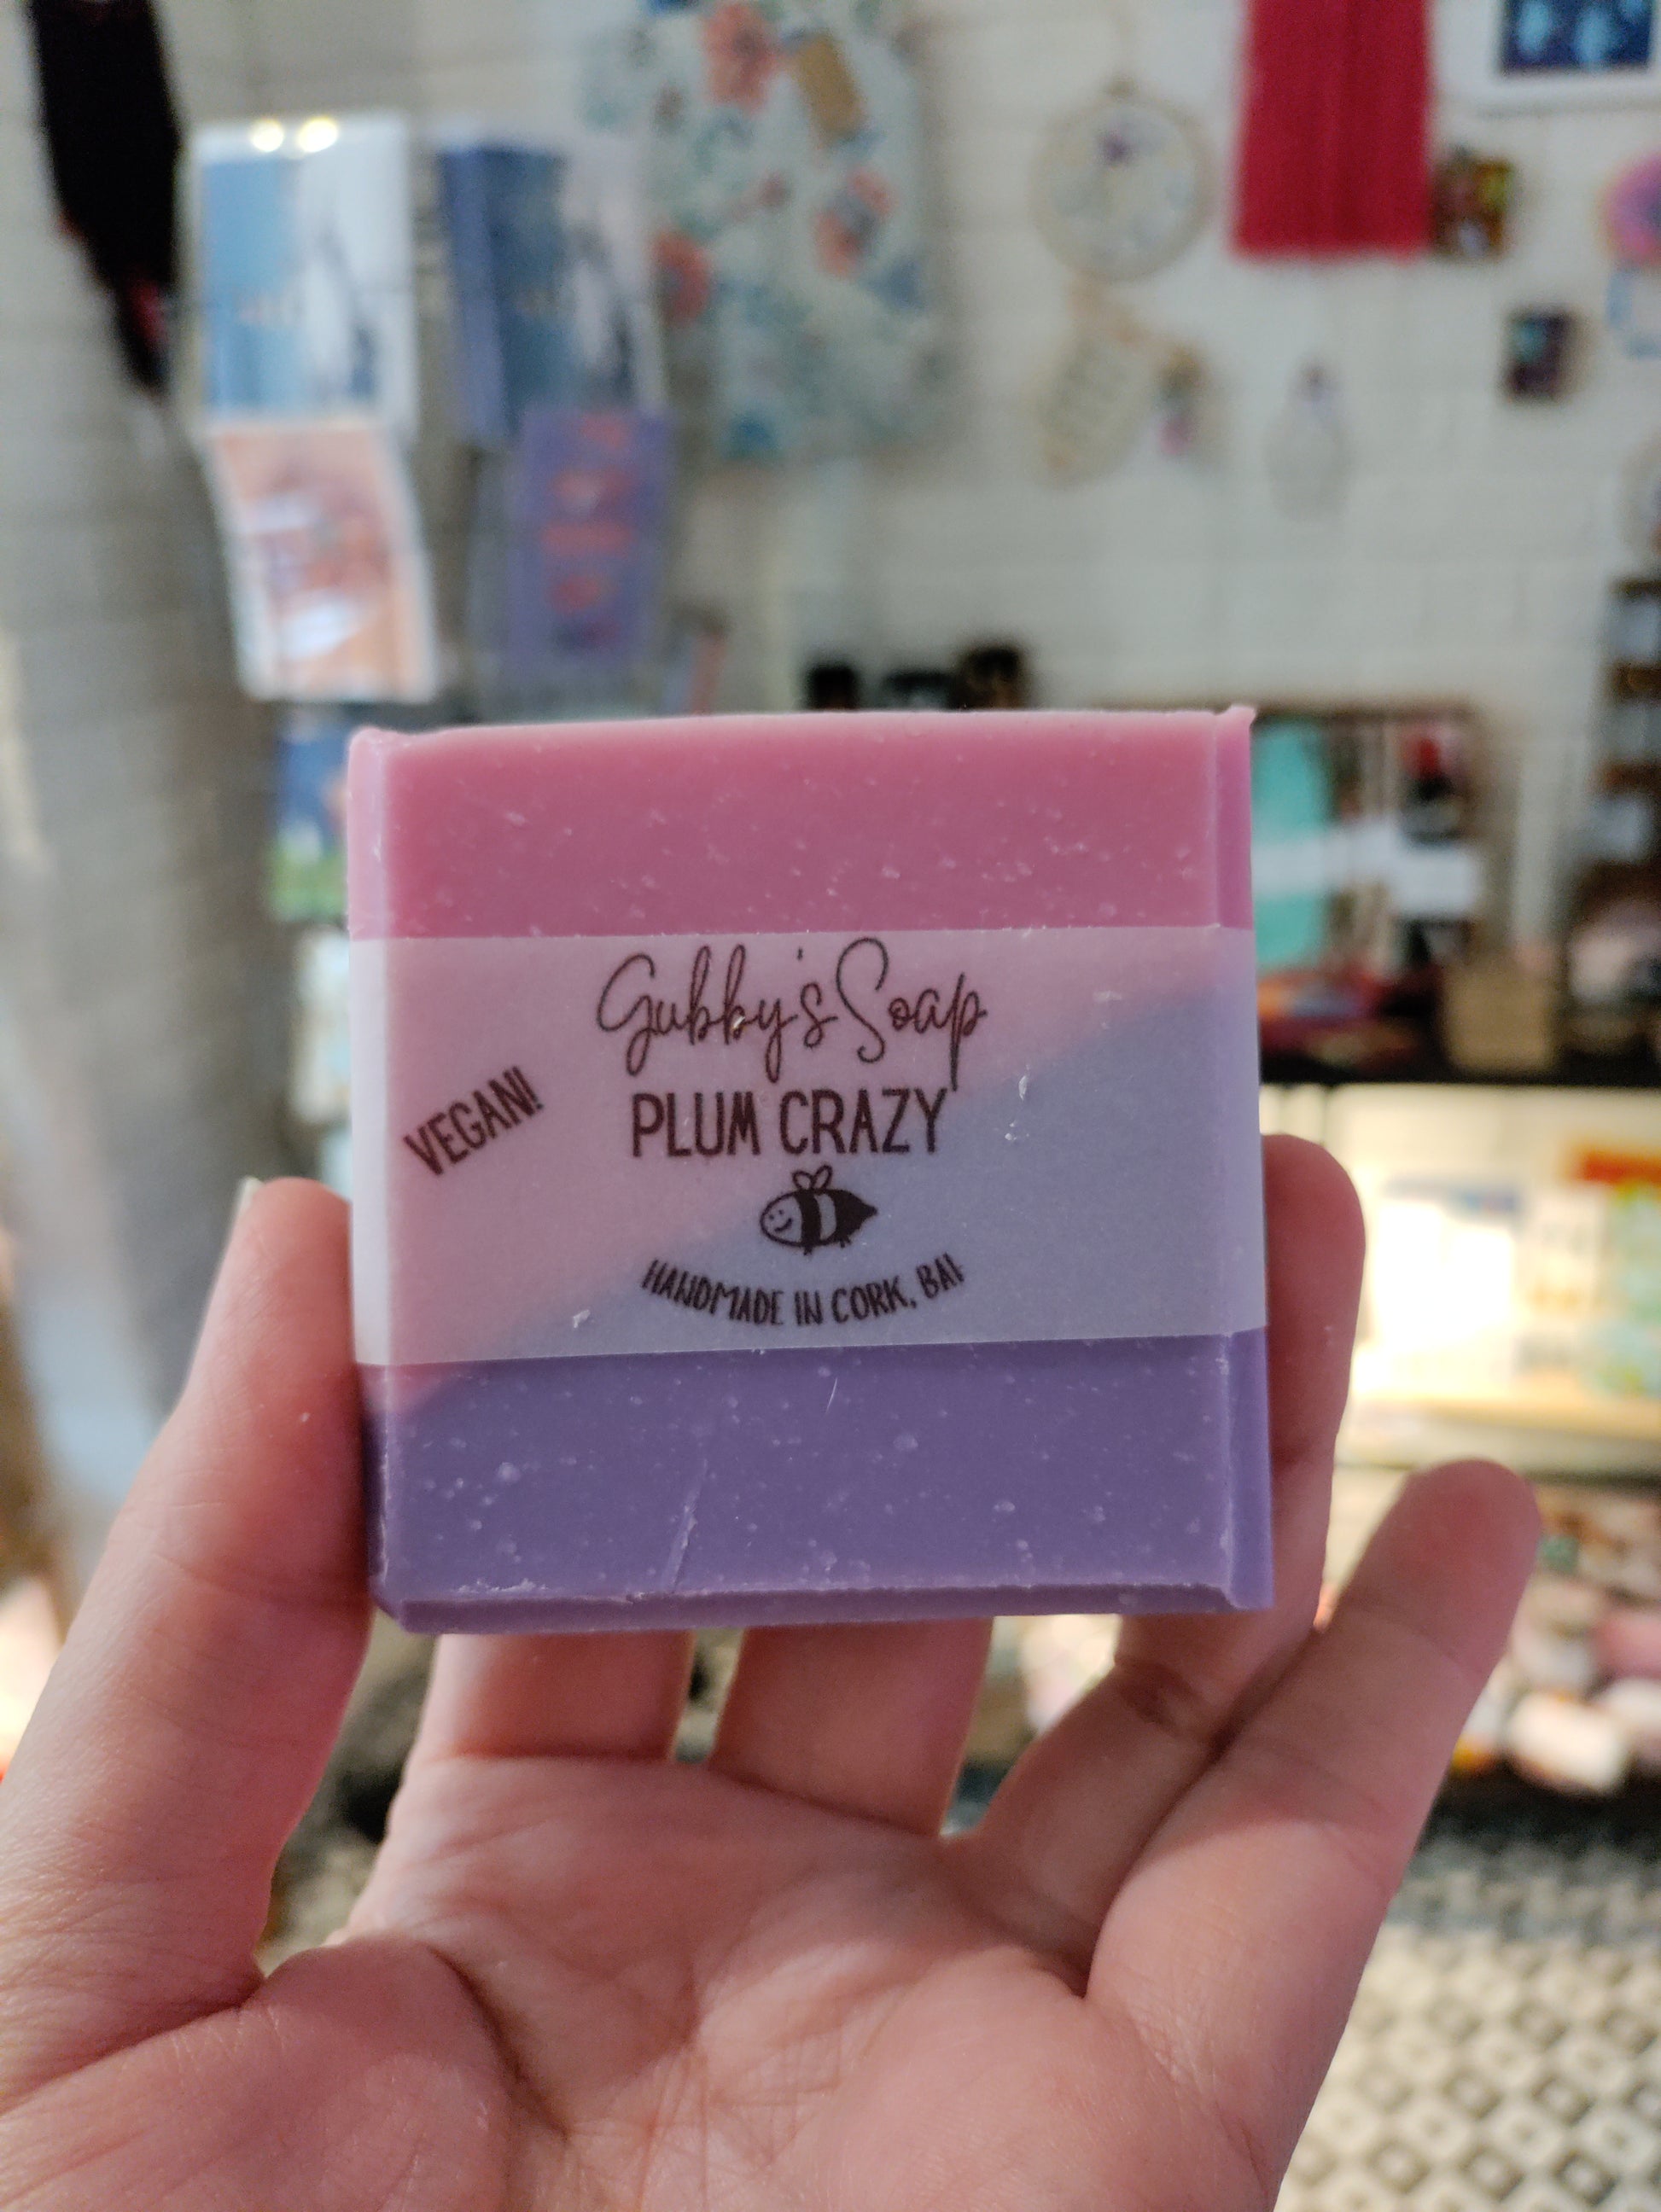 Gubby's Soap
VEGAN!
PLUM CRAZY
HANDMADE IN CORK, BAI